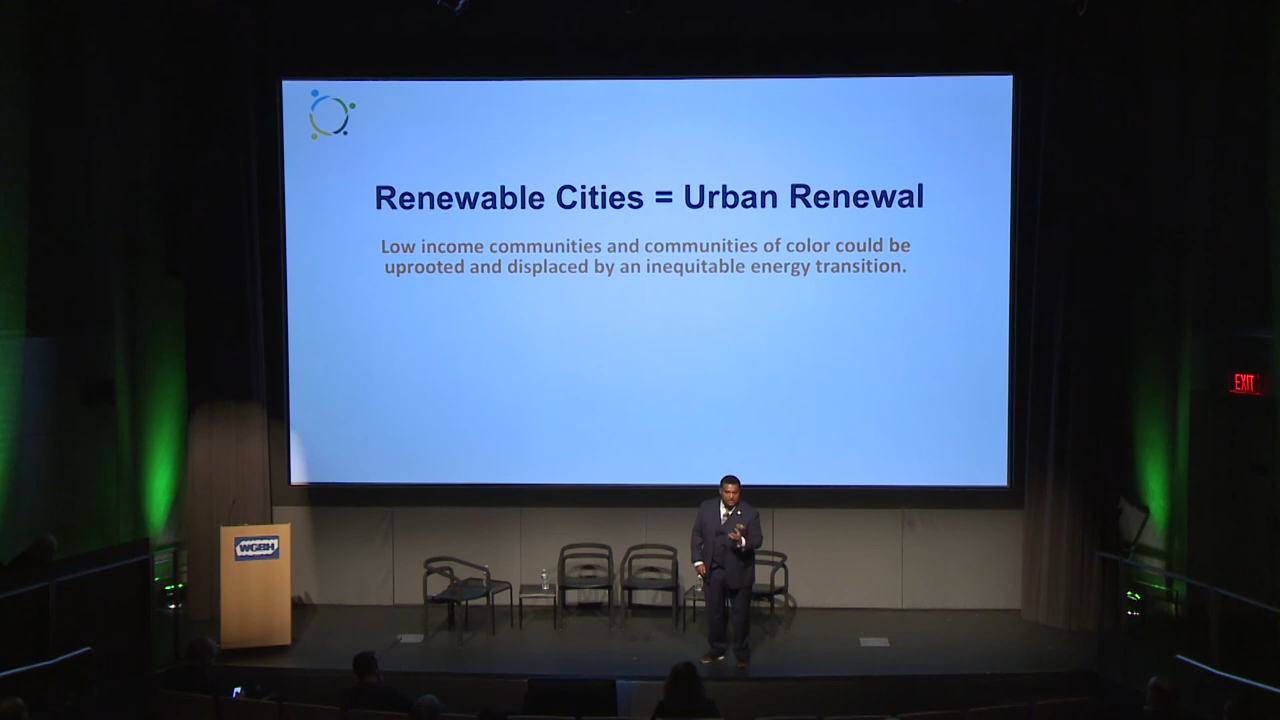 Renewable Cities = Urban Renewal
Low income communities and communities of color could be
uprooted and displaced by an inequitable energy transition.
EXIT
WGBH